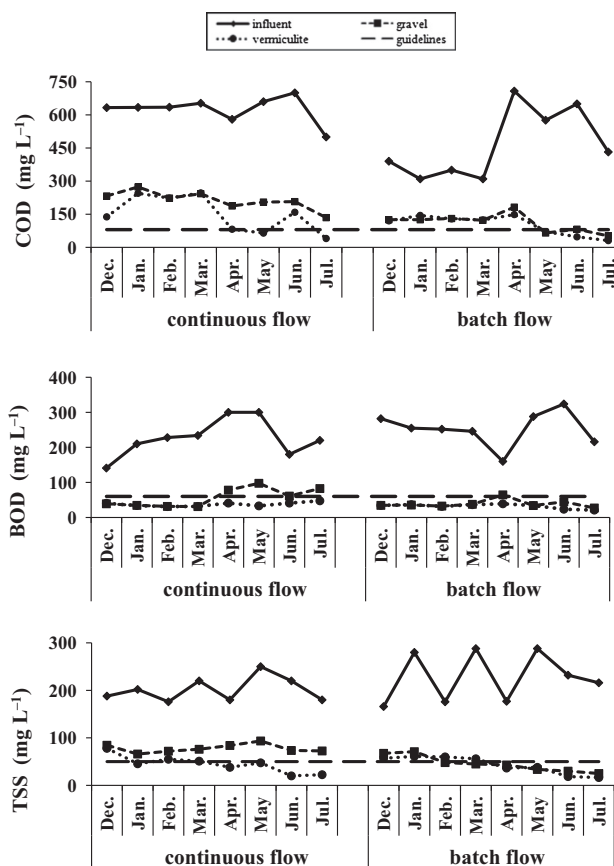 influent gravel
vermiculite guidelines
COD (mg L⁻¹)
750
600
450
300
150
0
Dec. Jan. Feb. Mar. Apr. May Jun. Jul. Dec. Jan. Feb. Mar. Apr. May Jun. Jul.
continuous flow batch flow
BOD (mg L⁻¹)
400
300
200
100
0
Dec. Jan. Feb. Mar. Apr. May Jun. Jul. Dec. Jan. Feb. Mar. Apr. May Jun. Jul.
continuous flow batch flow
TSS (mg L⁻¹)
300
200
100
0
Dec. Jan. Feb. Mar. Apr. May Jun. Jul. Dec. Jan. Feb. Mar. Apr. May Jun. Jul.
continuous flow batch flow